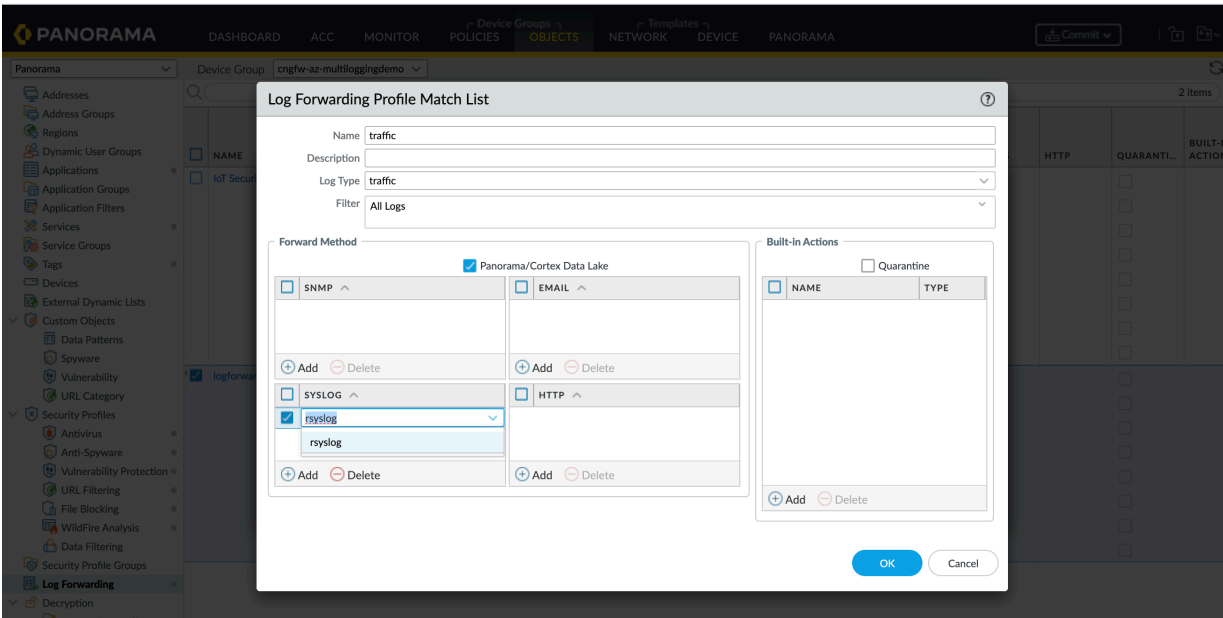 PANORAMA
Device Groups
Templates
DASHBOARD ACC MONITOR POLICIES OBJECTS NETWORK DEVICE PANORAMA
Commit
Panorama
Device Group cngfw-az-multiloggingdemo
2 items
Addresses
Address Groups
Regions
Dynamic User Groups
Applications
Application Groups
Application Filters
Services
Service Groups
Tags
Devices
External Dynamic Lists
Custom Objects
Data Patterns
Spyware
Vulnerability
URL Category
Security Profiles
Antivirus
Anti-Spyware
Vulnerability Protection
URL Filtering
File Blocking
WildFire Analysis
Data Filtering
Security Profile Groups
Log Forwarding
Decryption
NAME
HTTP
QUARANTI...
BUILT-
ACTION
IoT Secur
logforwar
Log Forwarding Profile Match List
Name traffic
Description
Log Type traffic
Filter All Logs
Forward Method
Panorama/Cortex Data Lake
SNMP
Add Delete
EMAIL
Add Delete
SYSLOG
rsyslog
rsyslog
Add Delete
HTTP
Add Delete
Built-in Actions
Quarantine
NAME TYPE
Add Delete
OK Cancel